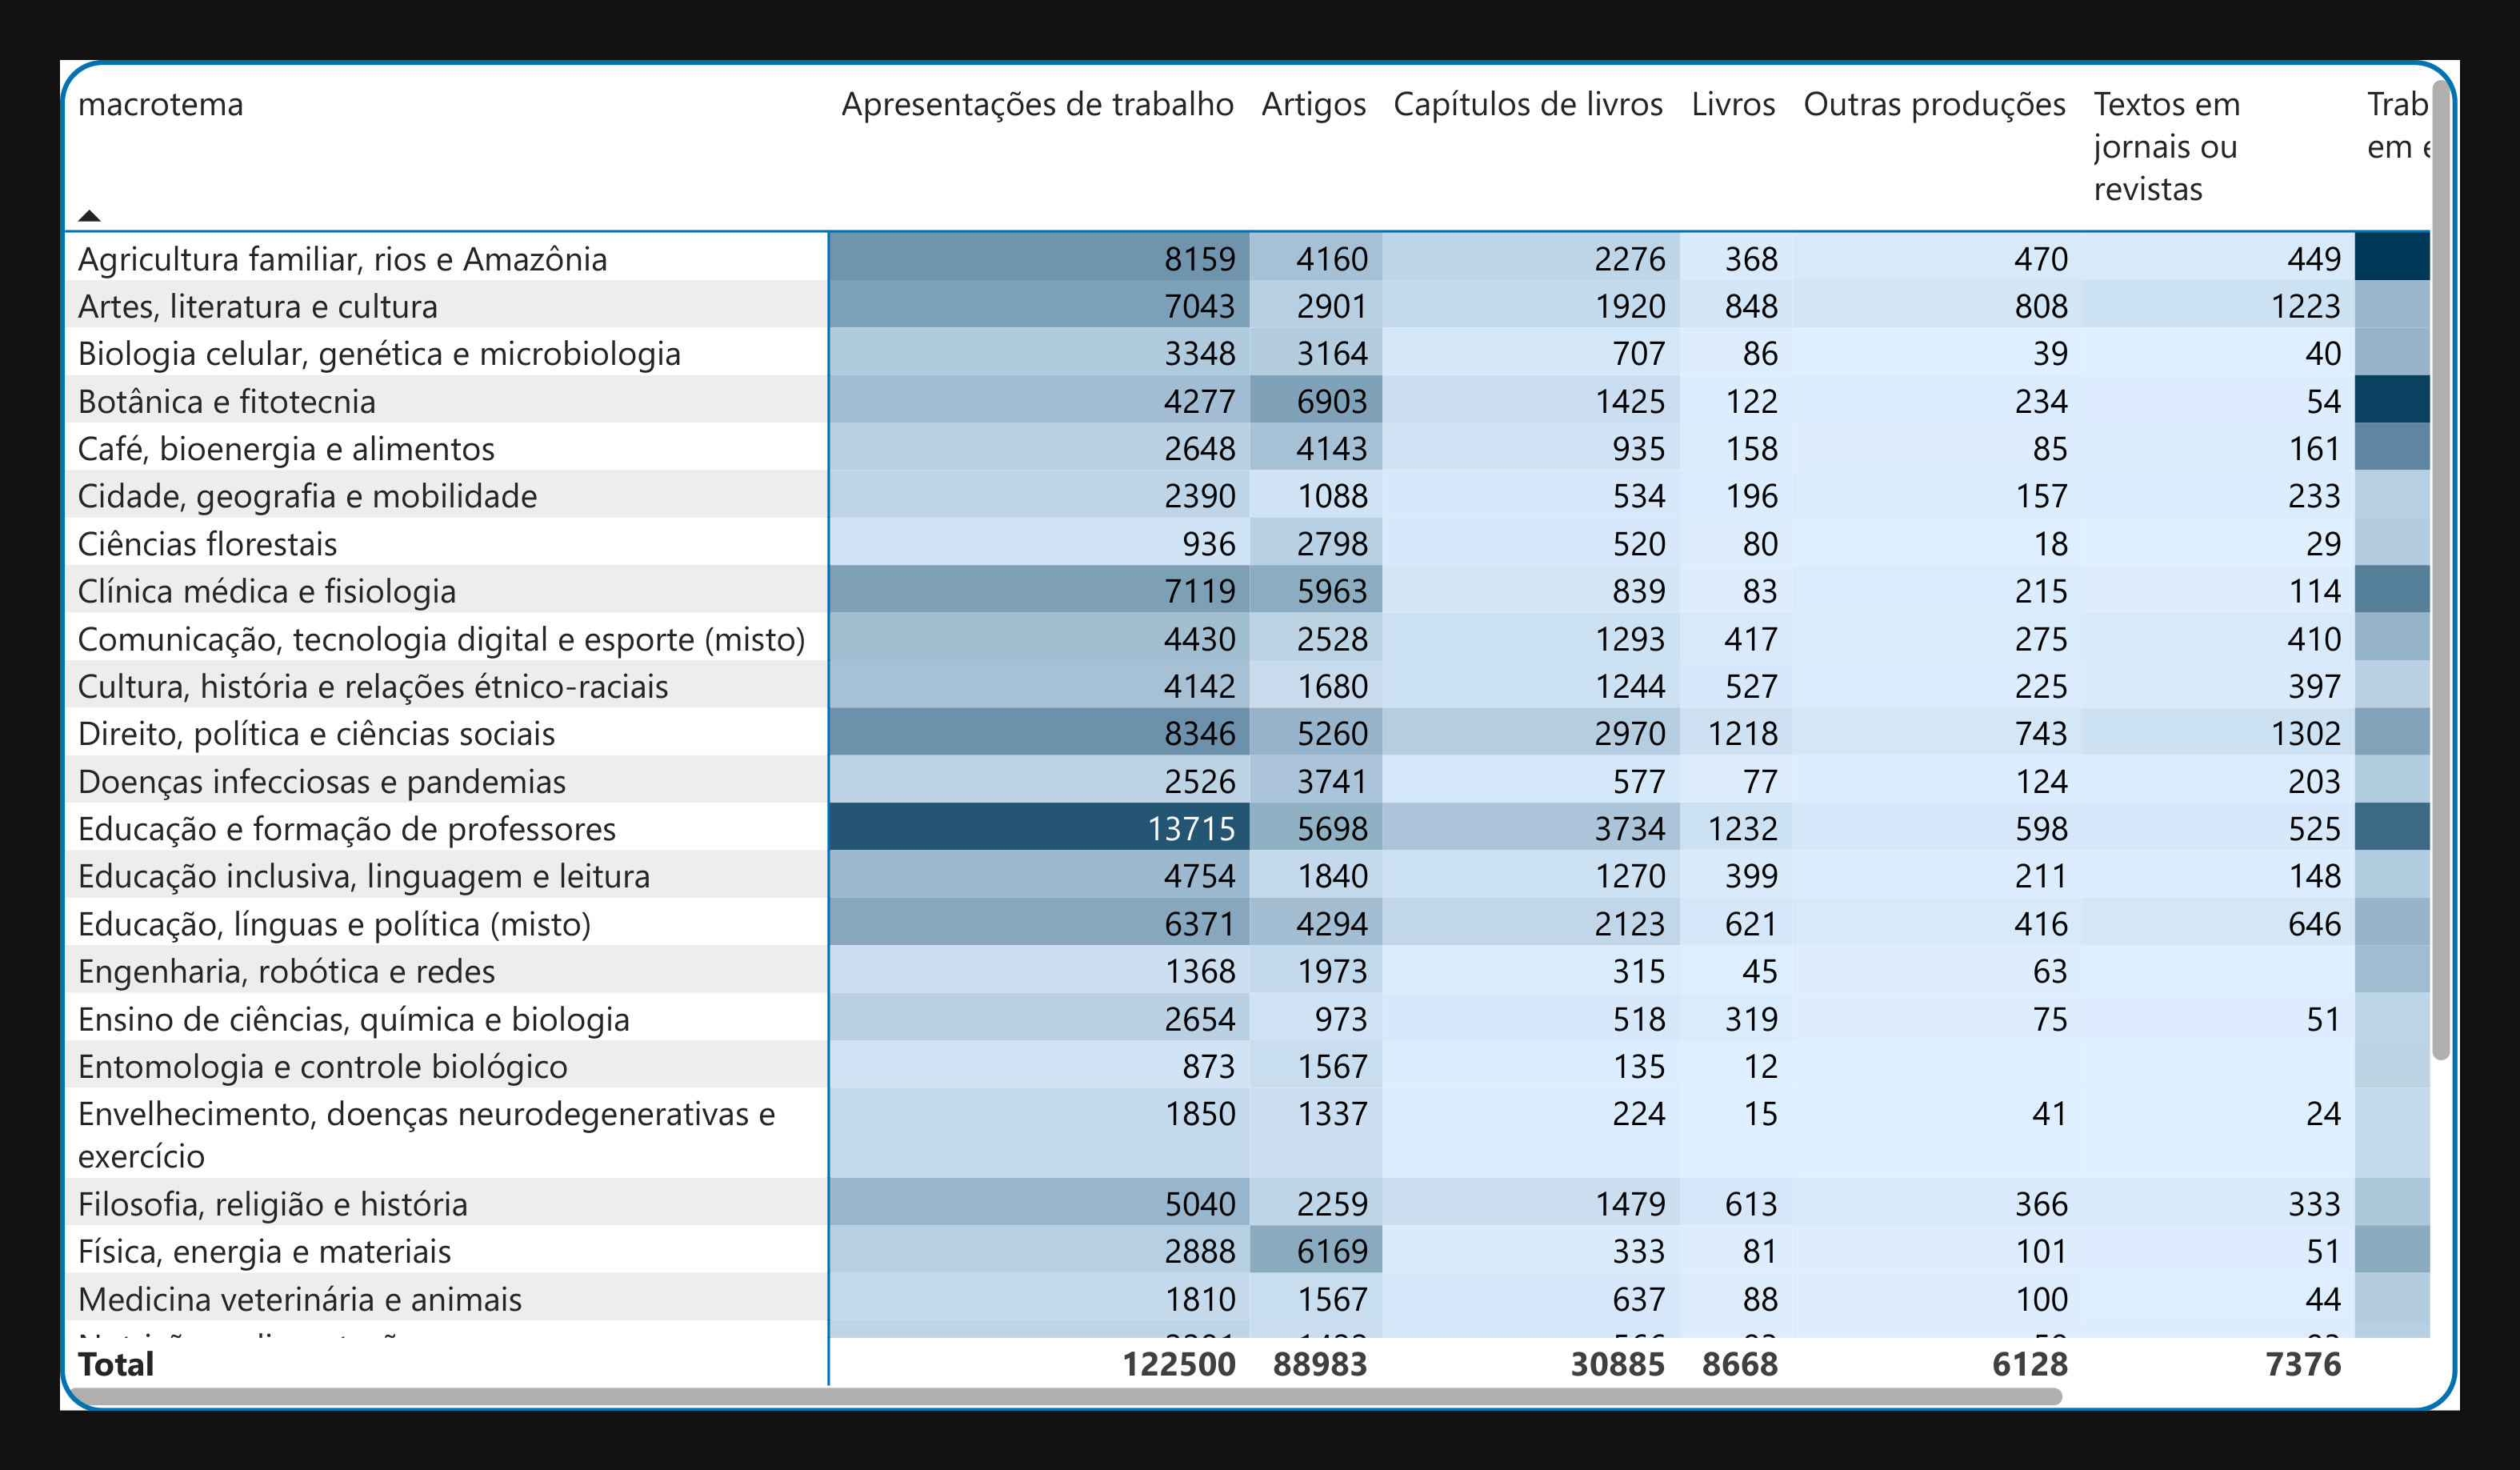 macrotema Apresentações de trabalho Artigos Capítulos de livros Livros Outras produções Textos em jornais ou revistas Trab em
Agricultura familiar, rios e Amazônia 8159 4160 2276 368 470 449
Artes, literatura e cultura 7043 2901 1920 848 808 1223
Biologia celular, genética e microbiologia 3348 3164 707 86 39 40
Botânica e fitotecnia 4277 6903 1425 122 234 54
Café, bioenergia e alimentos 2648 4143 935 158 85 161
Cidade, geografia e mobilidade 2390 1088 534 196 157 233
Ciências florestais 936 2798 520 80 18 29
Clínica médica e fisiologia 7119 5963 839 83 215 114
Comunicação, tecnologia digital e esporte (misto) 4430 2528 1293 417 275 410
Cultura, história e relações étnico-raciais 4142 1680 1244 527 225 397
Direito, política e ciências sociais 8346 5260 2970 1218 743 1302
Doenças infecciosas e pandemias 2526 3741 577 77 124 203
Educação e formação de professores 13715 5698 3734 1232 598 525
Educação inclusiva, linguagem e leitura 4754 1840 1270 399 211 148
Educação, línguas e política (misto) 6371 4294 2123 621 416 646
Engenharia, robótica e redes 1368 1973 315 45 63
Ensino de ciências, química e biologia 2654 973 518 319 75 51
Entomologia e controle biológico 873 1567 135 12
Envelhecimento, doenças neurodegenerativas e 1850 1337 224 15 41 24
exercício
Filosofia, religião e história 5040 2259 1479 613 366 333
Física, energia e materiais 2888 6169 333 81 101 51
Medicina veterinária e animais 1810 1567 637 88 100 44
Total 122500 88983 30885 8668 6128 7376